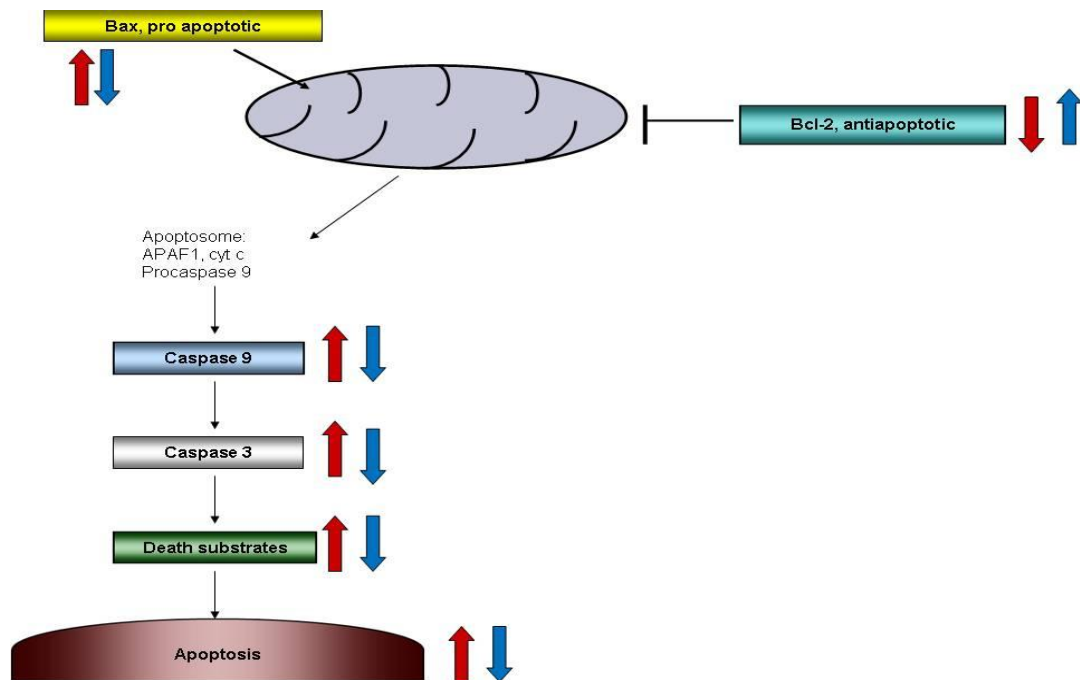 Bax, pro apoptotic
Bcl-2, antiapoptotic
Apoptosome:
APAF1, cyt c
Procaspase 9
Caspase 9
Caspase 3
Death substrates
Apoptosis